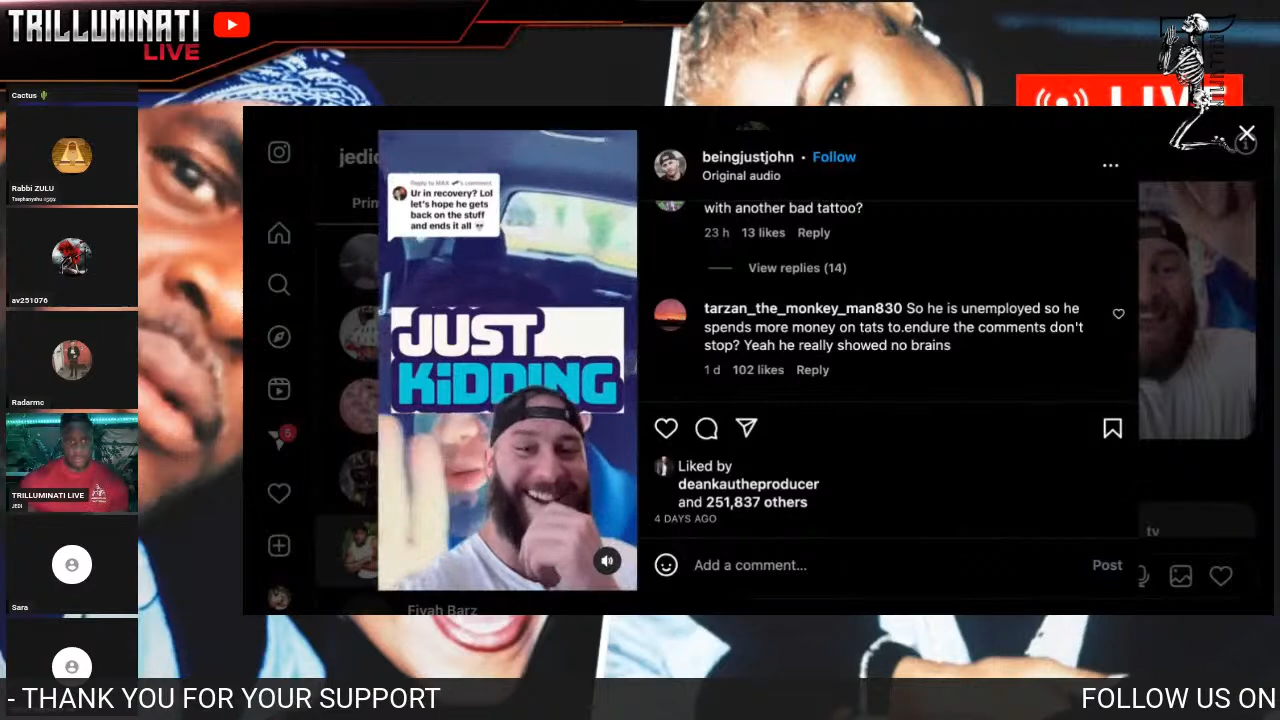 TRILLUMINATI
LIVE
Cactus 🌵
Rabbi ZULU
av251076
Radarmc
TRILLUMINATI LIVE
JEDI
Sara
LIVE
jedi
Prim
Ur in recovery? Lol
let's hope he gets
back on the stuff
and ends it all 💀
JUST
KiDDING
Fiyah Barz
beingjustjohn • Follow
Original audio
with another bad tattoo?
23 h 13 likes Reply
View replies (14)
tarzan_the_monkey_man830 So he is unemployed so he
spends more money on tats to.endure the comments don't
stop? Yeah he really showed no brains
1 d 102 likes Reply
Liked by
deankautheproducer
and 251,837 others
4 DAYS AGO
Add a comment... Post
5
1
tv
- THANK YOU FOR YOUR SUPPORT
FOLLOW US ON